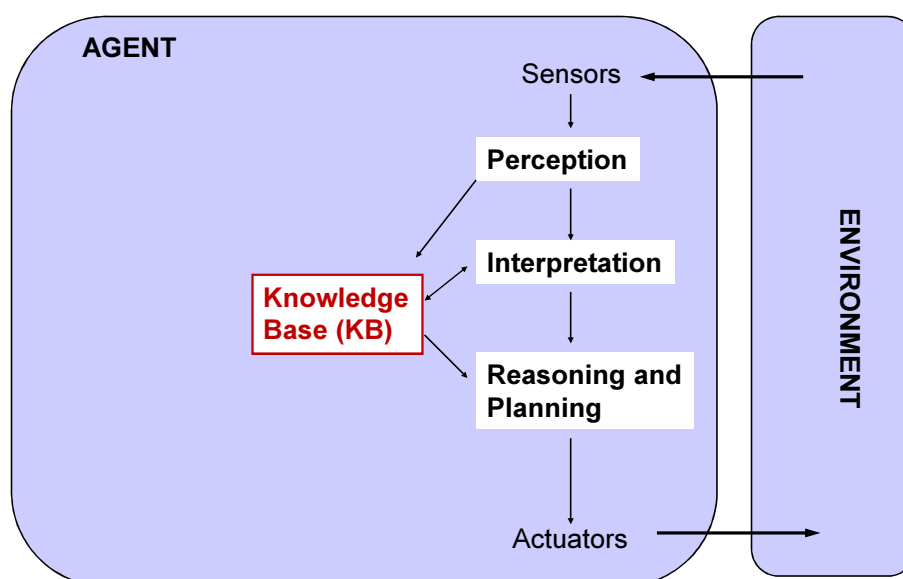 AGENT
Sensors
Perception
Interpretation
Knowledge
Base (KB)
Reasoning and
Planning
Actuators
ENVIRONMENT